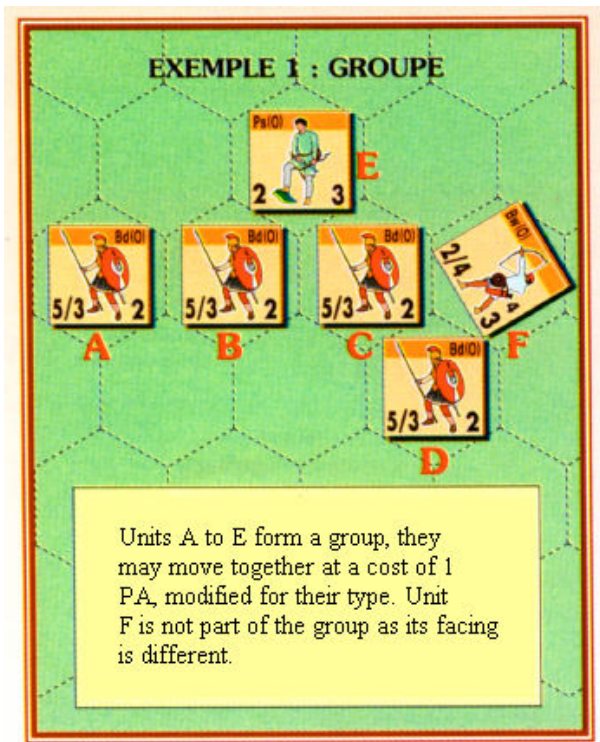 EXEMPLE 1 : GROUPE
Ps(O)
2 3
E
Bd(O)
5/3 2
A
Bd(O)
5/3 2
B
Bd(O)
5/3 2
C
Bw(O)
2/4
4
3
F
Bd(O)
5/3 2
D
Units A to E form a group, they
may move together at a cost of 1
PA, modified for their type. Unit
F is not part of the group as its facing
is different.